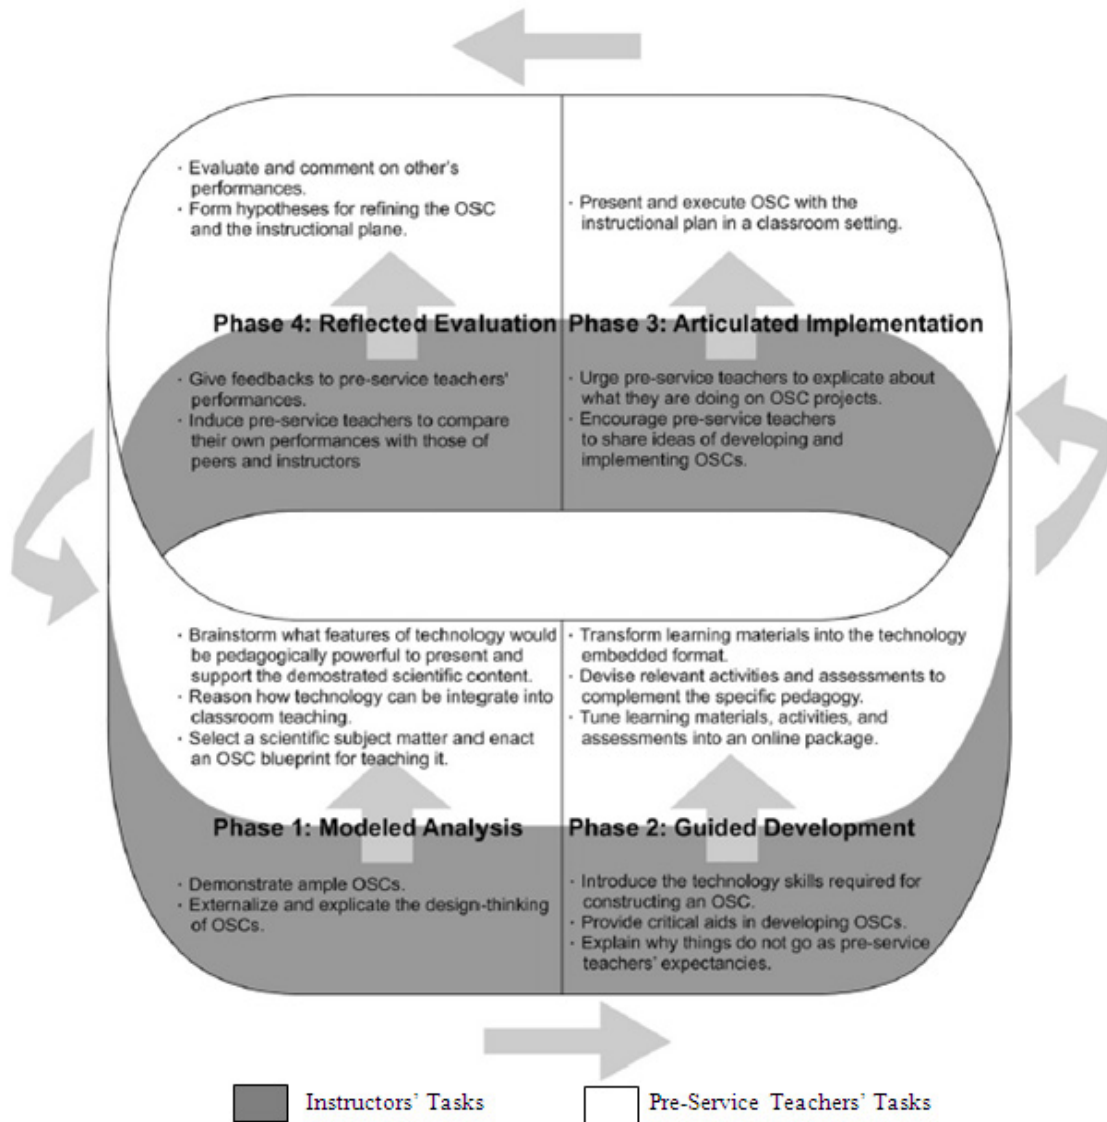 · Evaluate and comment on other's
performances.
· Form hypotheses for refining the OSC
and the instructional plane.
· Present and execute OSC with the
instructional plan in a classroom setting.
Phase 4: Reflected Evaluation
Phase 3: Articulated Implementation
· Give feedbacks to pre-service teachers'
performances.
· Induce pre-service teachers to compare
their own performances with those of
peers and instructors
· Urge pre-service teachers to explicate about
what they are doing on OSC projects.
· Encourage pre-service teachers
to share ideas of developing and
implementing OSCs.
· Brainstorm what features of technology would
be pedagogically powerful to present and
support the demostrated scientific content.
· Reason how technology can be integrate into
classroom teaching.
· Select a scientific subject matter and enact
an OSC blueprint for teaching it.
· Transform learning materials into the technology
embedded format.
· Devise relevant activities and assessments to
complement the specific pedagogy.
· Tune learning materials, activities, and
assessments into an online package.
Phase 1: Modeled Analysis
Phase 2: Guided Development
· Demonstrate ample OSCs.
· Externalize and explicate the design-thinking
of OSCs.
· Introduce the technology skills required for
constructing an OSC.
· Provide critical aids in developing OSCs.
· Explain why things do not go as pre-service
teachers' expectancies.
Instructors' Tasks
Pre-Service Teachers' Tasks